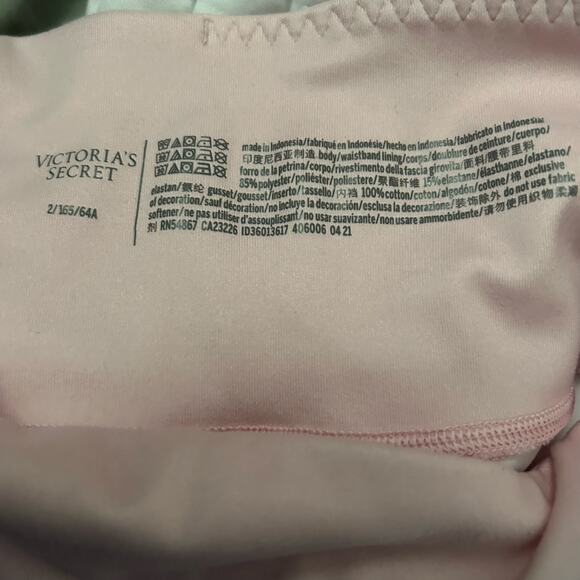 VICTORIA'S
SECRET
2/165/64A
made in Indonesia/fabriqué en Indonésie/hecho en Indonesia/fabbricato in Indonesia/
印度尼西亚制造 body/waistband lining/corps/doublure de ceinture/cuerpo/
forro de la petrina/corpo/rivestimento della fascia girovita/面料/腰带里料
85% polyester/poliéster/poliestere/聚酯纤维 15% elastane/élasthanne/elastano/
elastan/氨纶 gusset/gousset/inserto/tassello/内裆 100% cotton/coton/algodón/cotone/棉 exclusive
of decoration/sauf décoration/no incluye la decoración/esclusa la decorazione/装饰除外 do not use fabric
softener/ne pas utiliser d'assouplissant/no usar suavizante/non usare ammorbidente/请勿使用织物柔顺
剂 RN54867 CA23226 ID36013617 406006 04 21